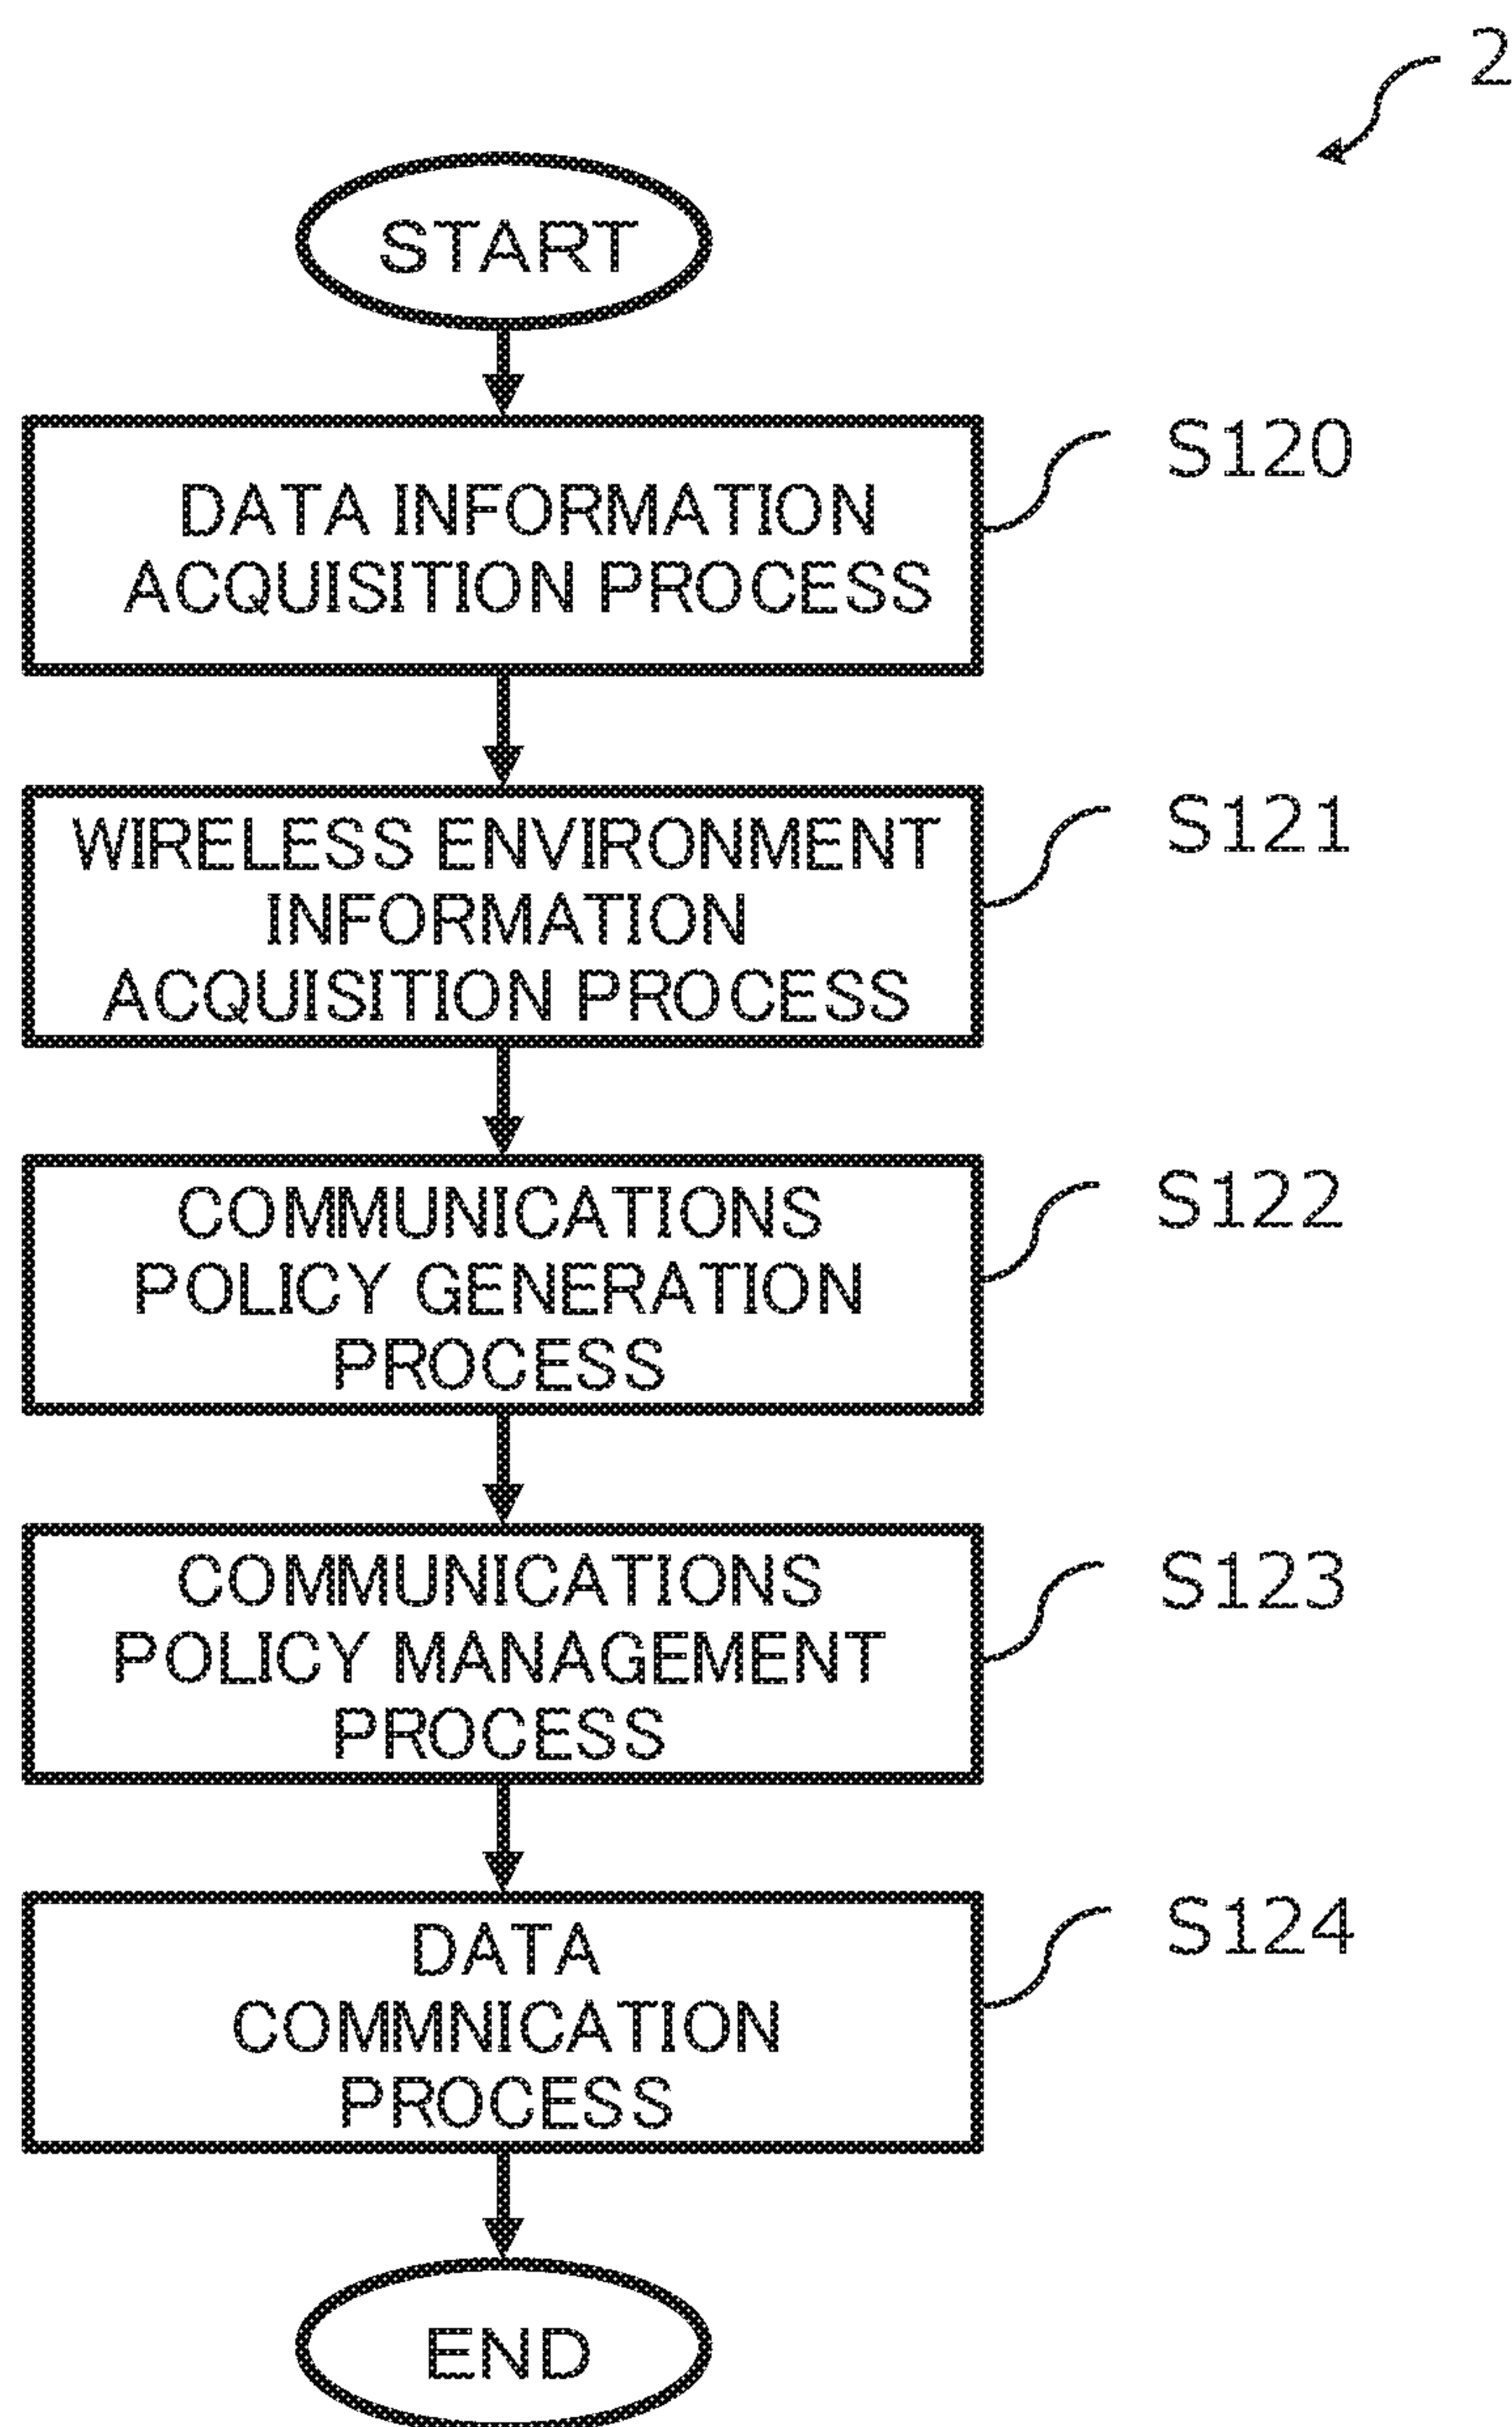 2
START
S120
DATA INFORMATION
ACQUISITION PROCESS
S121
WIRELESS ENVIRONMENT
INFORMATION
ACQUISITION PROCESS
S122
COMMUNICATIONS
POLICY GENERATION
PROCESS
S123
COMMUNICATIONS
POLICY MANAGEMENT
PROCESS
S124
DATA
COMMNICATION
PROCESS
END